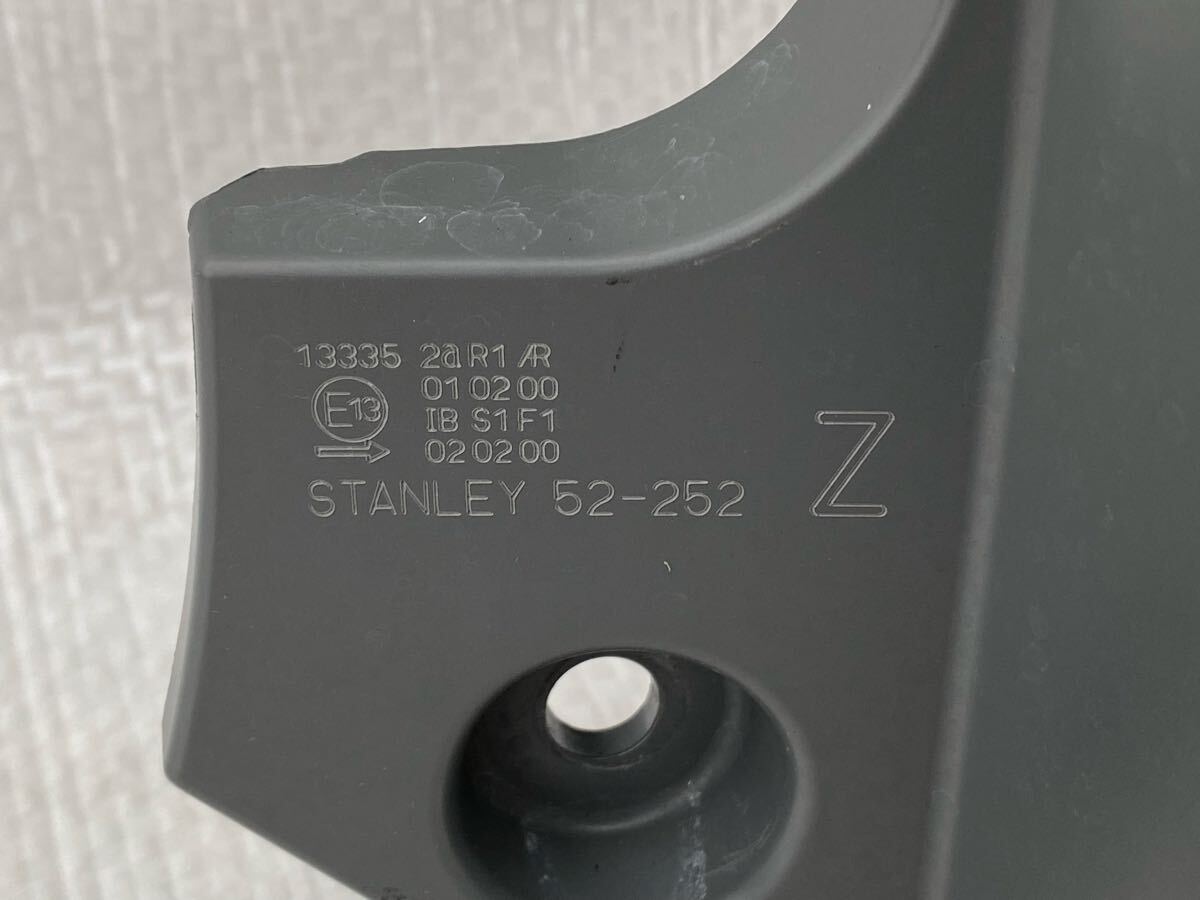 13335 2a R1 AR
01 02 00
E13 IB S1 F1
→ 02 02 00
STANLEY 52-252 Z